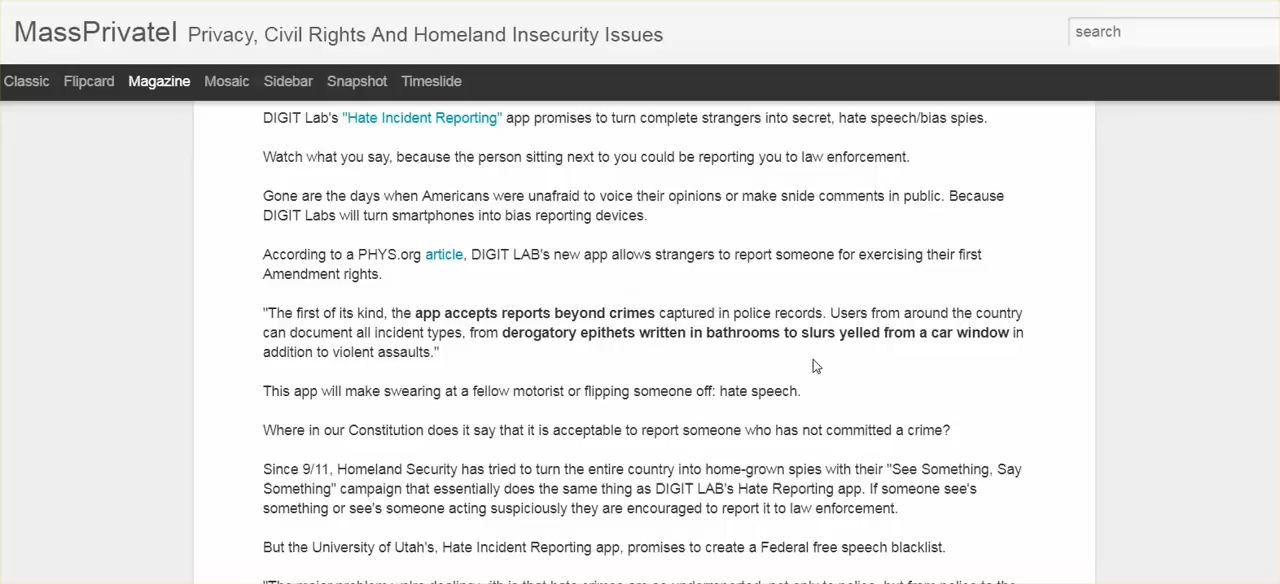 MassPrivateI Privacy, Civil Rights And Homeland Insecurity Issues
search
Classic Flipcard Magazine Mosaic Sidebar Snapshot Timeslide
DIGIT Lab's "Hate Incident Reporting" app promises to turn complete strangers into secret, hate speech/bias spies.
Watch what you say, because the person sitting next to you could be reporting you to law enforcement.
Gone are the days when Americans were unafraid to voice their opinions or make snide comments in public. Because
DIGIT Labs will turn smartphones into bias reporting devices.
According to a PHYS.org article, DIGIT LAB's new app allows strangers to report someone for exercising their first
Amendment rights.
"The first of its kind, the app accepts reports beyond crimes captured in police records. Users from around the country
can document all incident types, from derogatory epithets written in bathrooms to slurs yelled from a car window in
addition to violent assaults."
This app will make swearing at a fellow motorist or flipping someone off: hate speech.
Where in our Constitution does it say that it is acceptable to report someone who has not committed a crime?
Since 9/11, Homeland Security has tried to turn the entire country into home-grown spies with their "See Something, Say
Something" campaign that essentially does the same thing as DIGIT LAB's Hate Reporting app. If someone see's
something or see's someone acting suspiciously they are encouraged to report it to law enforcement.
But the University of Utah's, Hate Incident Reporting app, promises to create a Federal free speech blacklist.